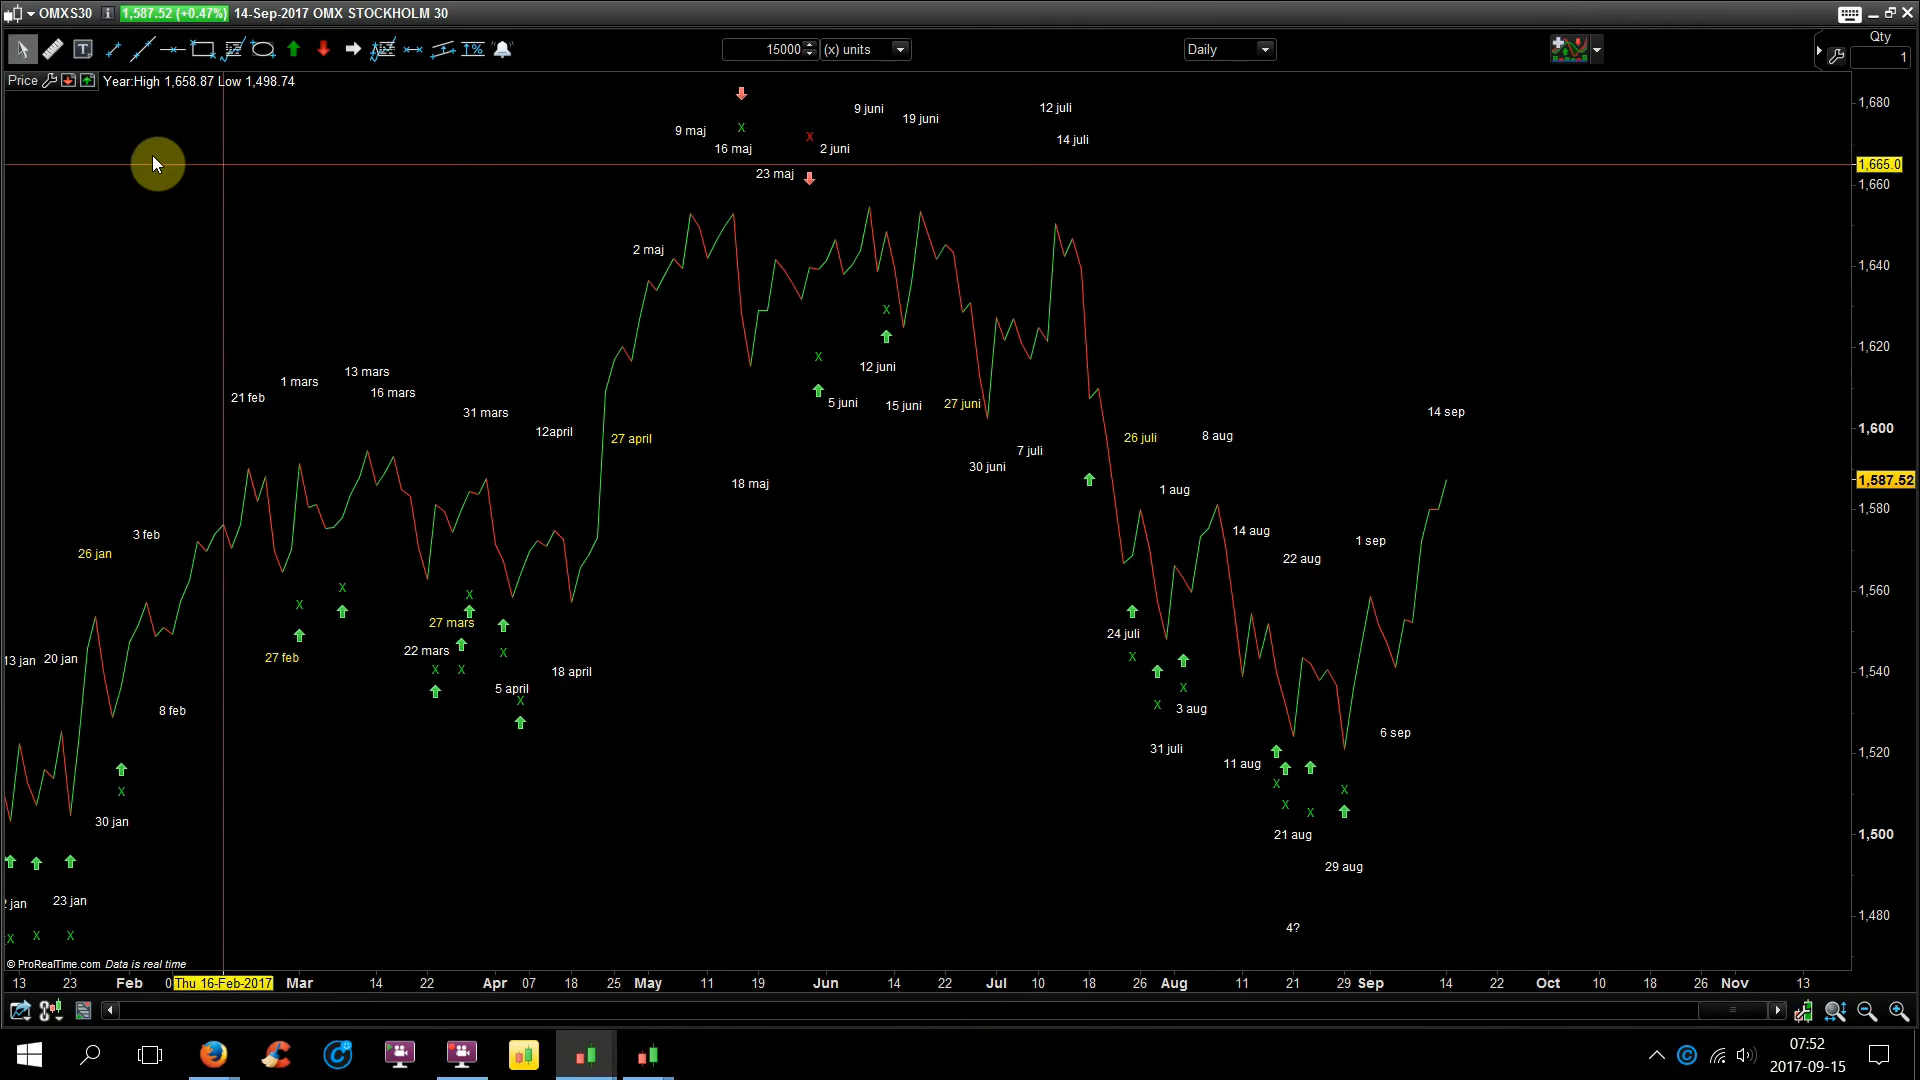 OMXS30 1,587.52 (+0.47%) 14-Sep-2017 OMX STOCKHOLM 30
15000 (x) units Daily Qty
1
Price Year:High 1,658.87 Low 1,498.74
1,680
1,665.0
1,660
1,640
1,620
1,600
1,587.52
1,580
1,560
1,540
1,520
1,500
1,480
9 juni
12 juli
19 juni
9 maj
X
X
14 juli
16 maj
2 juni
23 maj
2 maj
X
X
12 juni
13 mars
1 mars
16 mars
21 feb
5 juni
27 juni
15 juni
31 mars
14 sep
12april
27 april
26 juli
8 aug
7 juli
30 juni
18 maj
1 aug
3 feb
14 aug
1 sep
26 jan
22 aug
X
X
X
27 mars
24 juli
22 mars
X
27 feb
13 jan
20 jan
X
X
X
18 april
5 april
X
X
X
3 aug
8 feb
6 sep
31 juli
11 aug
X
X
X
X
X
30 jan
21 aug
29 aug
23 jan
X
X
X
4?
© ProRealTime.com Data is real time
13 23 Feb 0 Thu 16-Feb-2017 Mar 14 22 Apr 07 18 25 May 11 19 Jun 14 22 Jul 10 18 26 Aug 11 21 29 Sep 14 22 Oct 10 18 26 Nov 13
07:52
2017-09-15